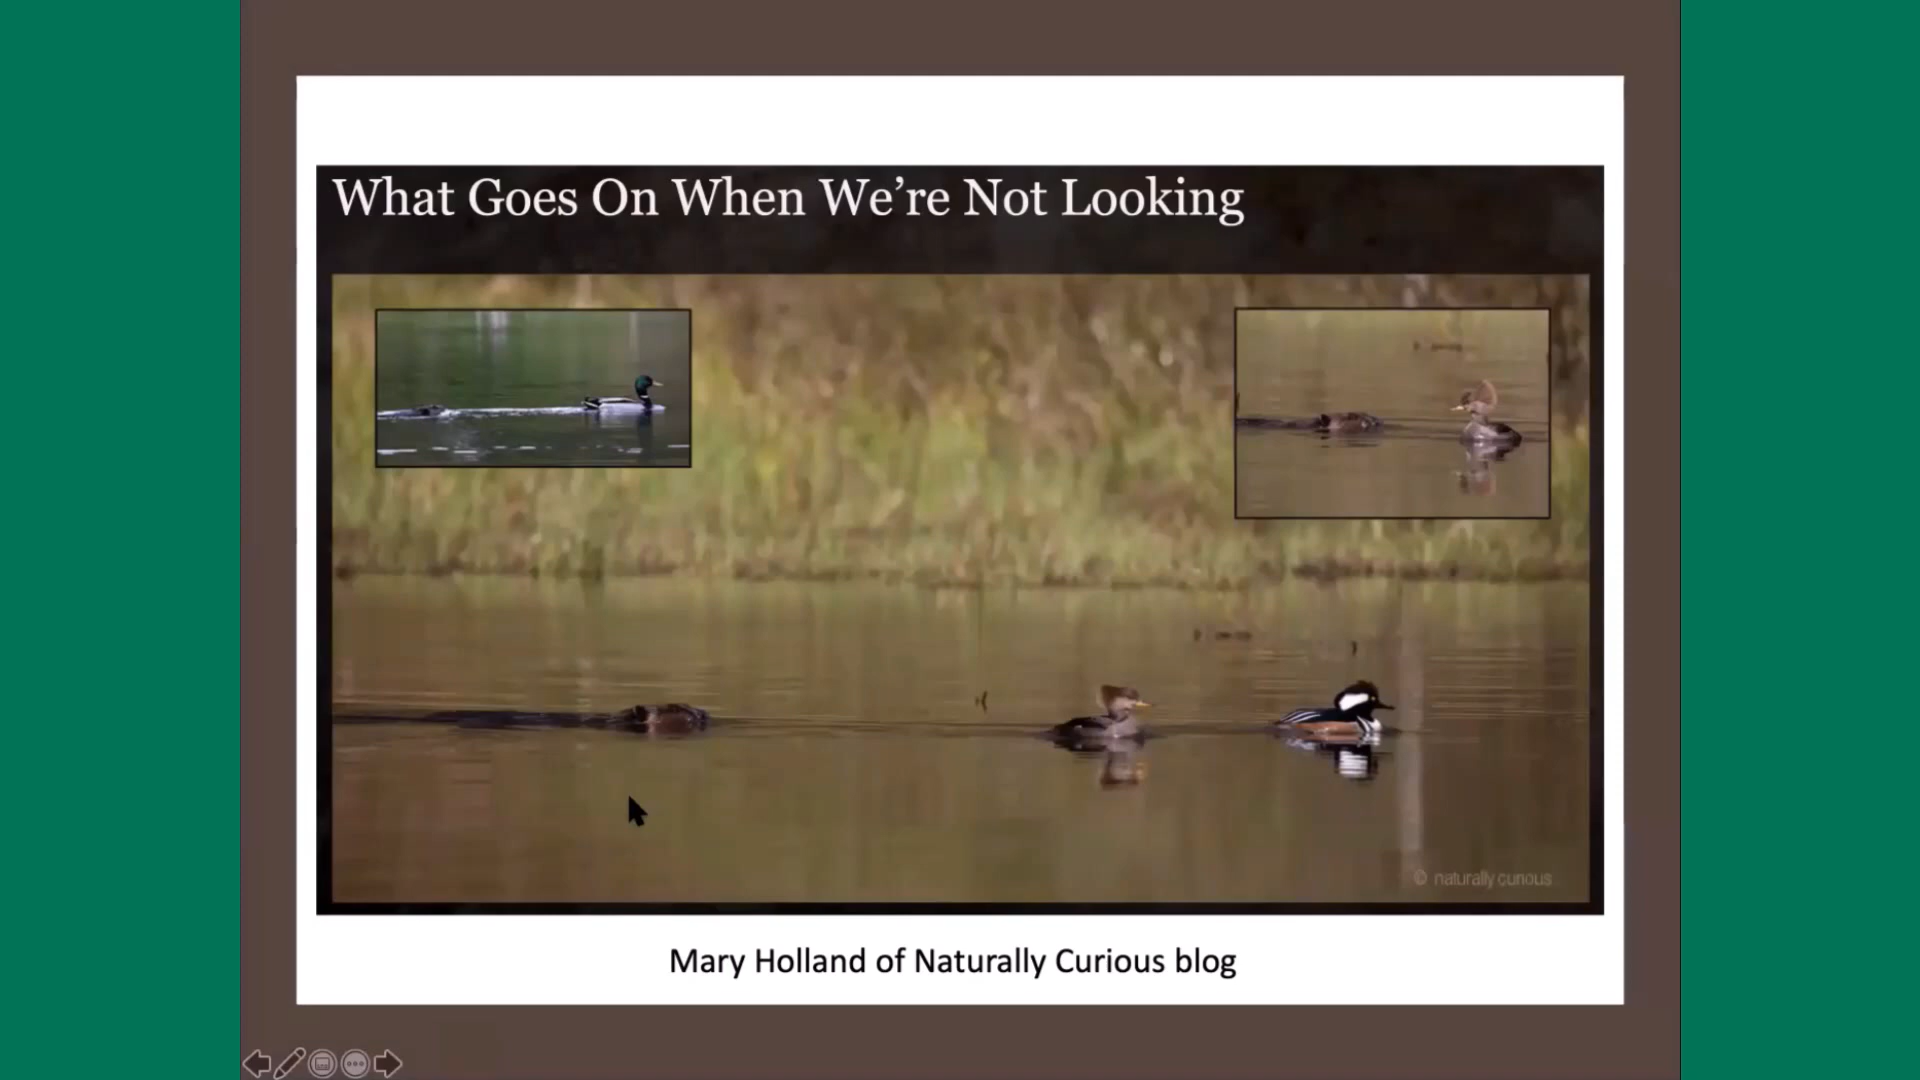 What Goes On When We’re Not Looking
© naturally curious
Mary Holland of Naturally Curious blog